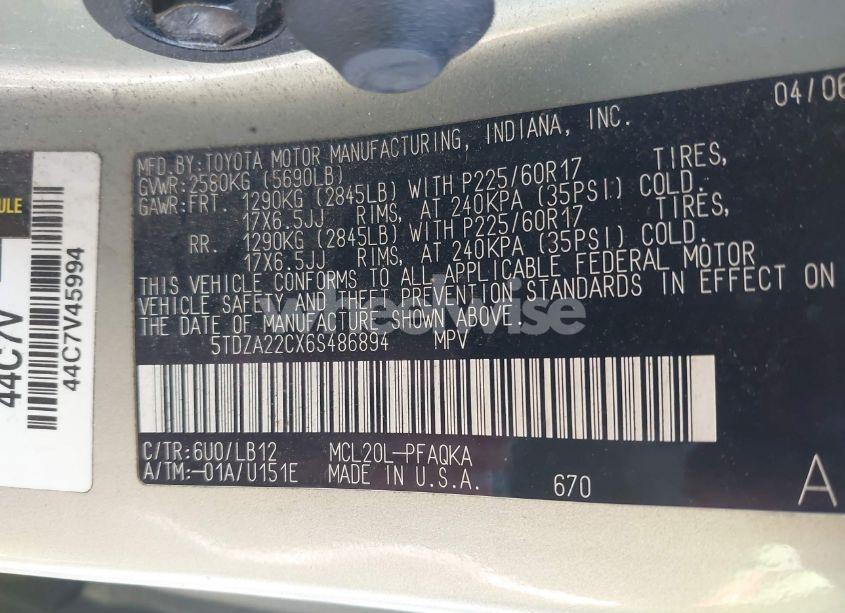 04/06
MFD.BY:TOYOTA MOTOR MANUFACTURING, INDIANA, INC.
GVWR:2580KG (5690LB)
GAWR:FRT. 1290KG (2845LB) WITH P225/60R17 TIRES,
17X6.5JJ RIMS, AT 240KPA (35PSI) COLD.
RR. 1290KG (2845LB) WITH P225/60R17 TIRES,
17X6.5JJ RIMS, AT 240KPA (35PSI) COLD.
THIS VEHICLE CONFORMS TO ALL APPLICABLE FEDERAL MOTOR
VEHICLE SAFETY AND THEFT PREVENTION STANDARDS IN EFFECT ON
THE DATE OF MANUFACTURE SHOWN ABOVE.
5TDZA22CX6S486894 MPV
C/TR:6U0/LB12 MCL20L-PFAQKA
A/TM:-01A/U151E MADE IN U.S.A.
670
A
ULE
44C7V
44C7V45994
wheelwise